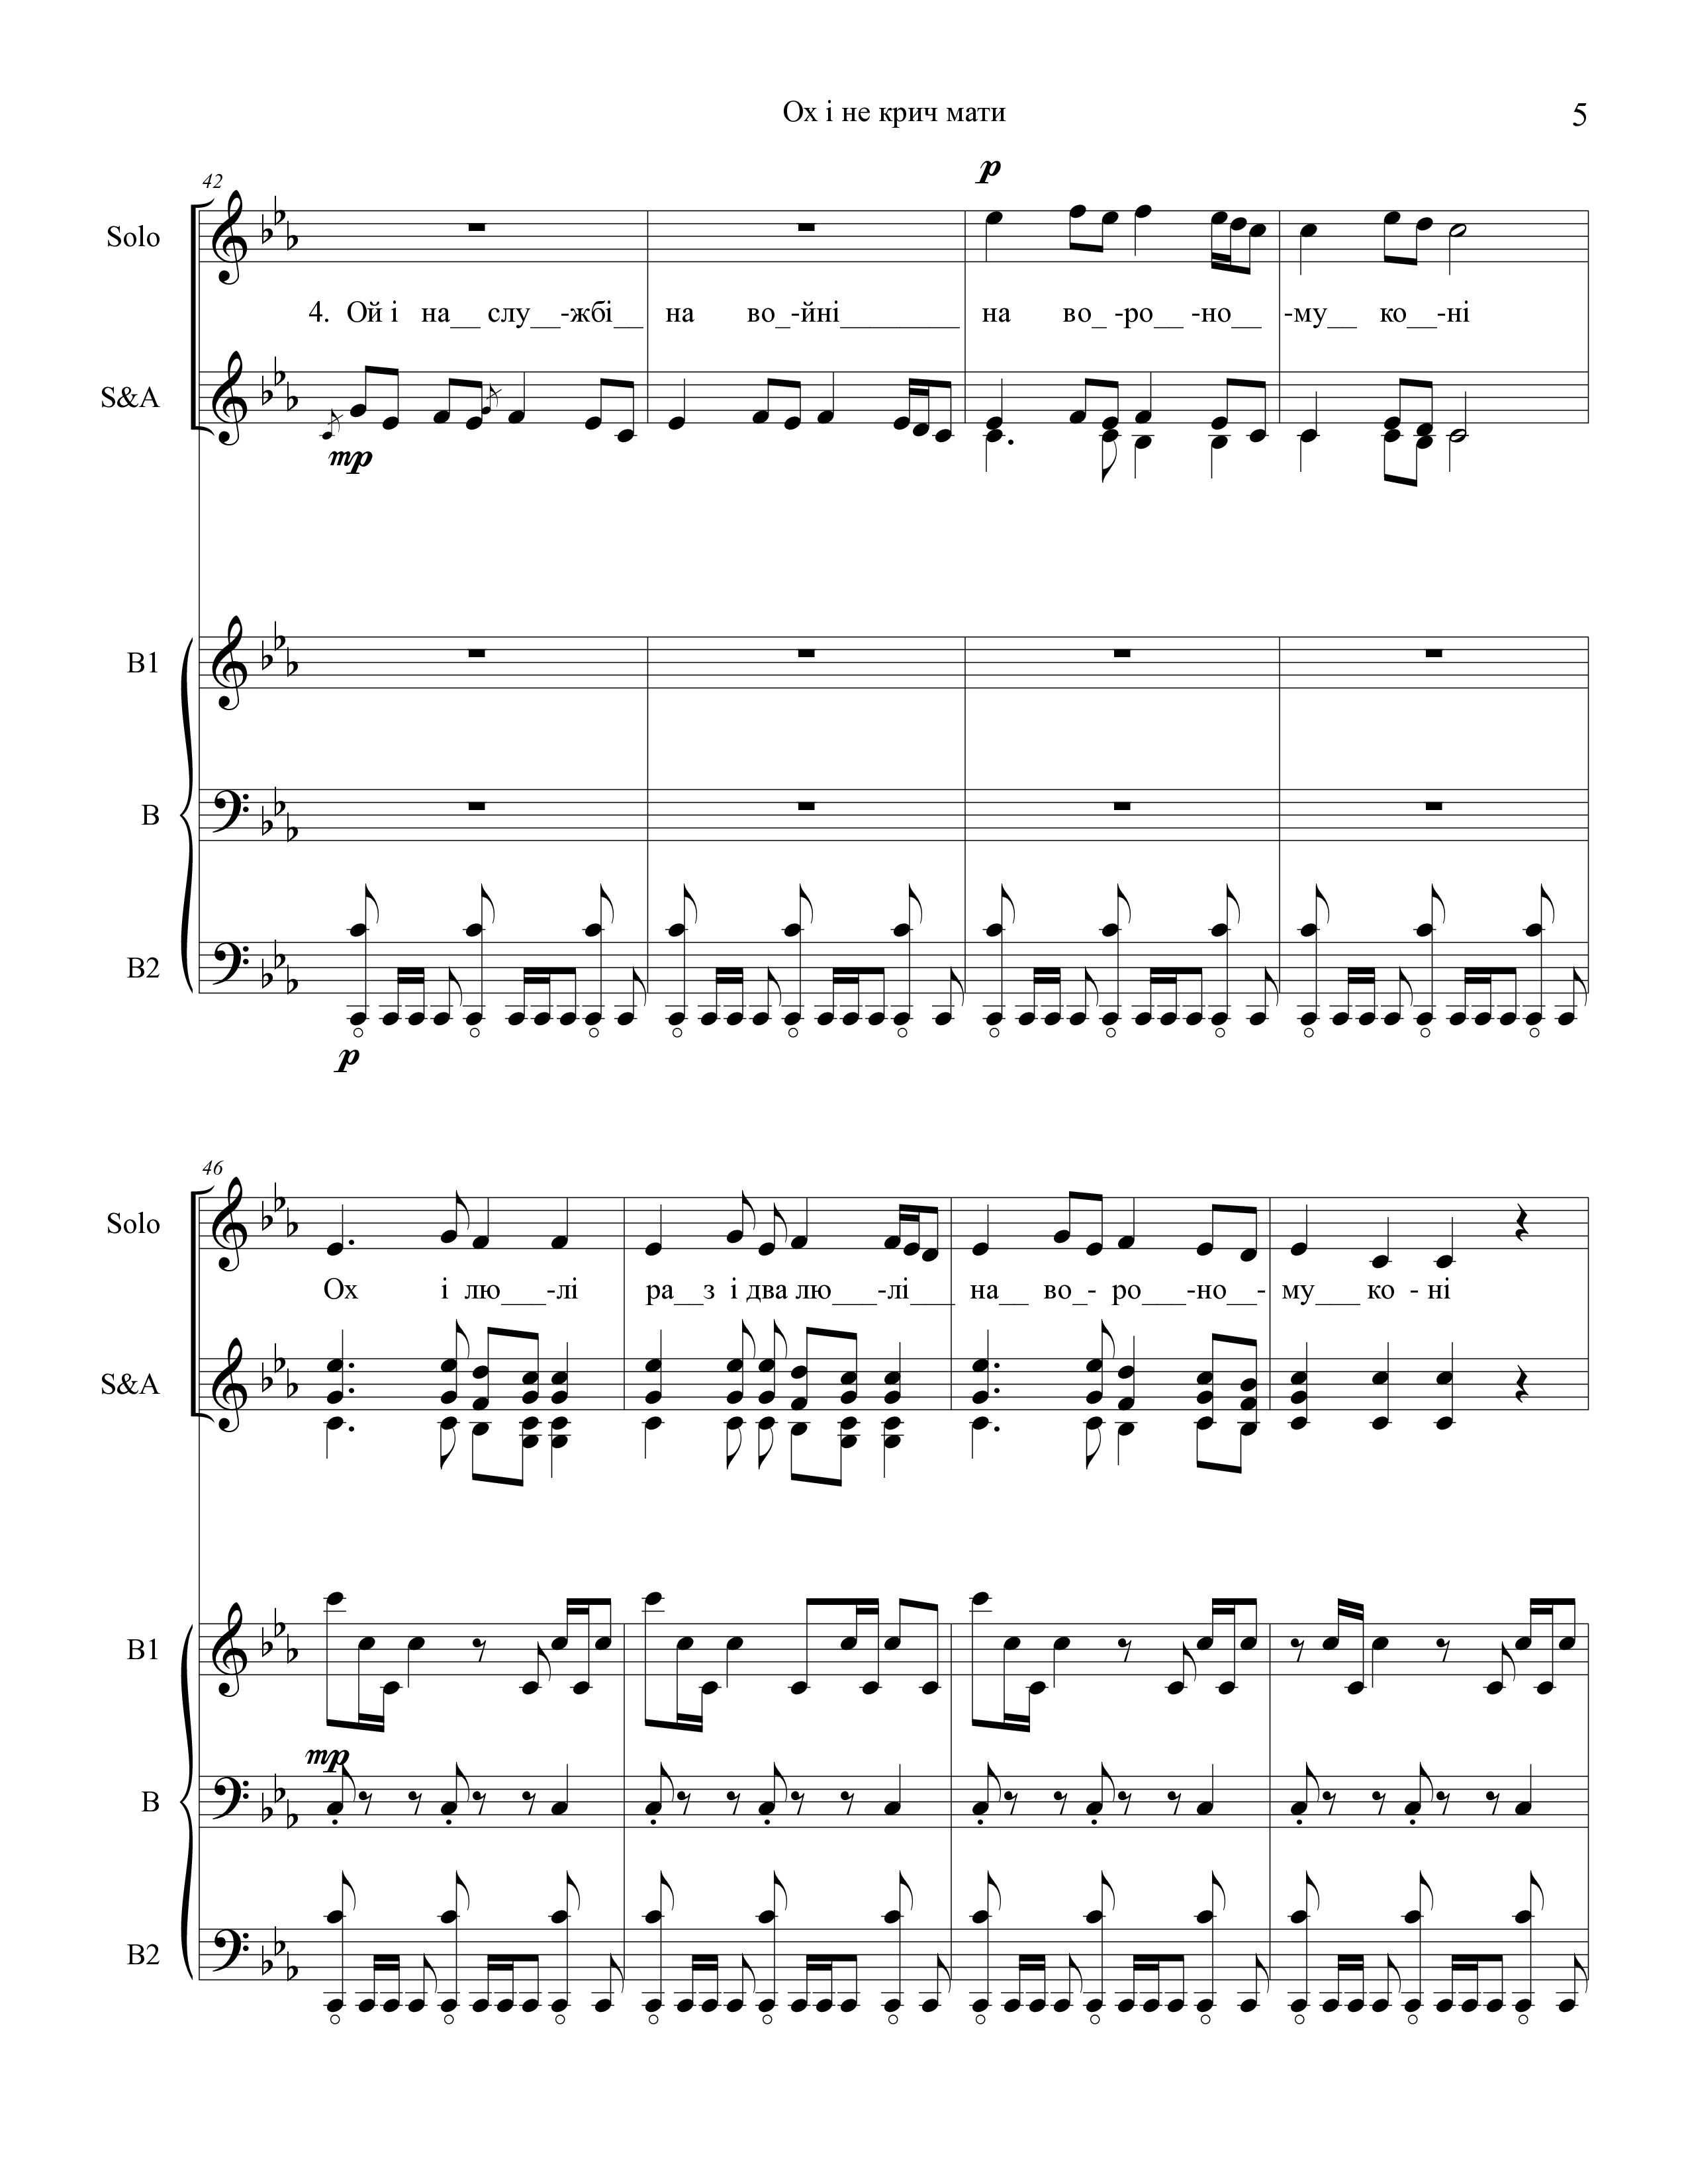 Ох і не крич мати
5
p
42
Solo
4. Ой і на__ слу__-жбі__ на во_-йні__________ на во_ -ро__ -но__ -му__ ко__-ні
S&A
mp
B1
B
B2
p
46
Solo
Ох і лю___-лі ра__з і два лю___-лі___ на__ во_- ро___-но__- му___ ко - ні
S&A
B1
mp
B
B2